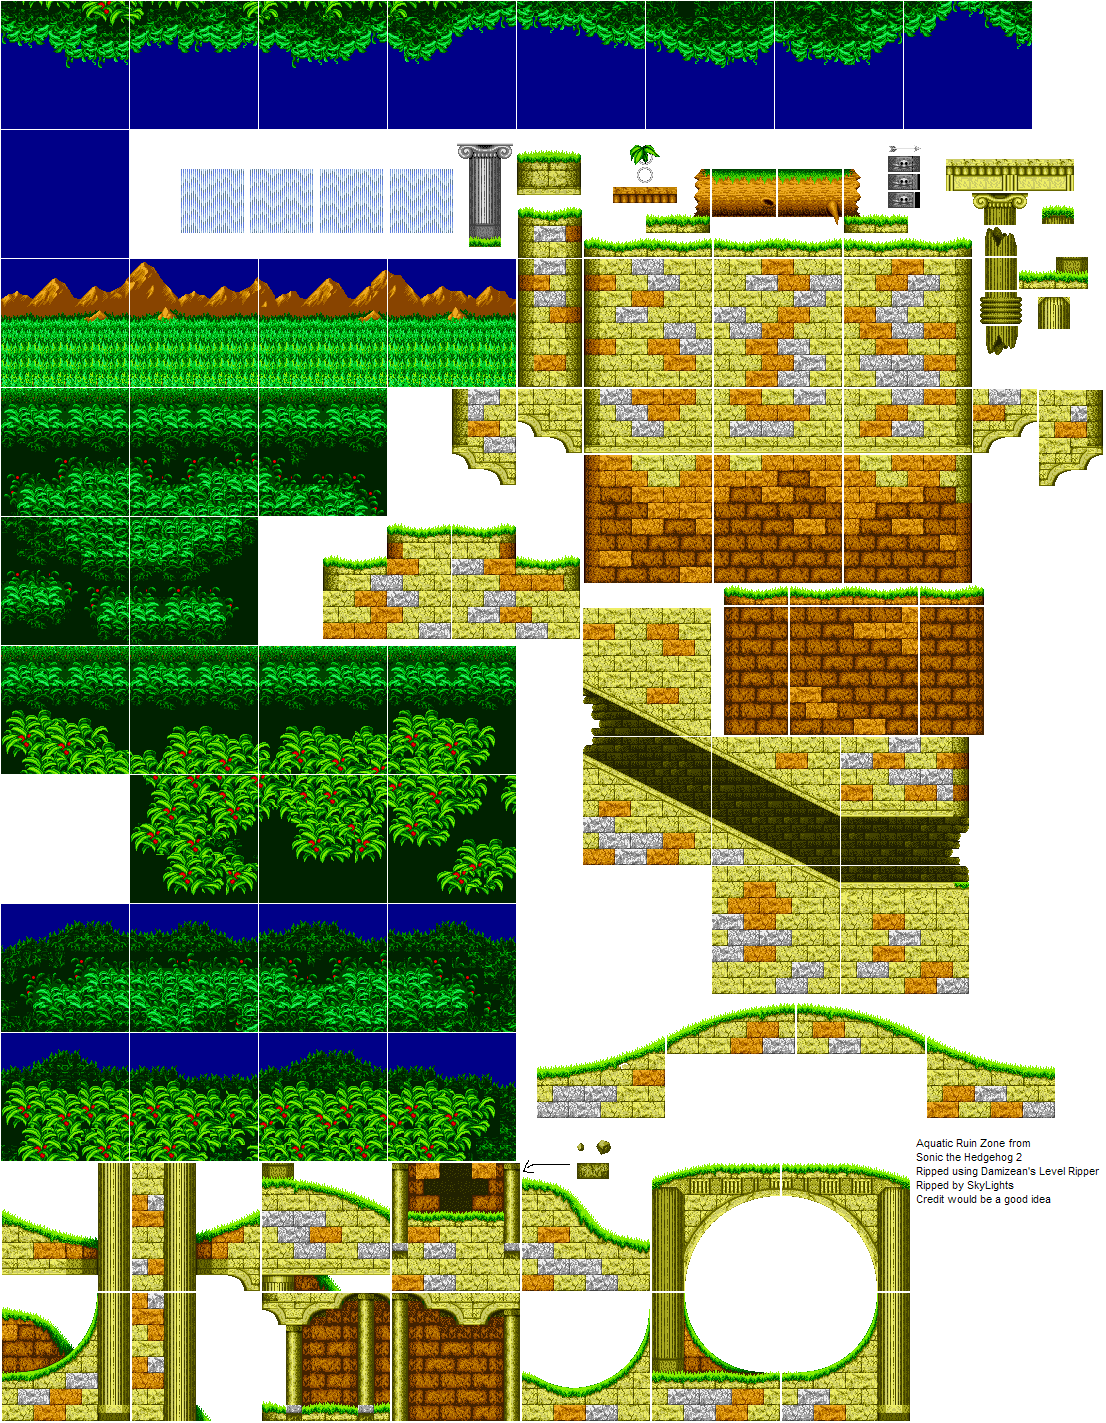 Aquatic Ruin Zone from
Sonic the Hedgehog 2
Ripped using Damizean's Level Ripper
Ripped by SkyLights
Credit would be a good idea